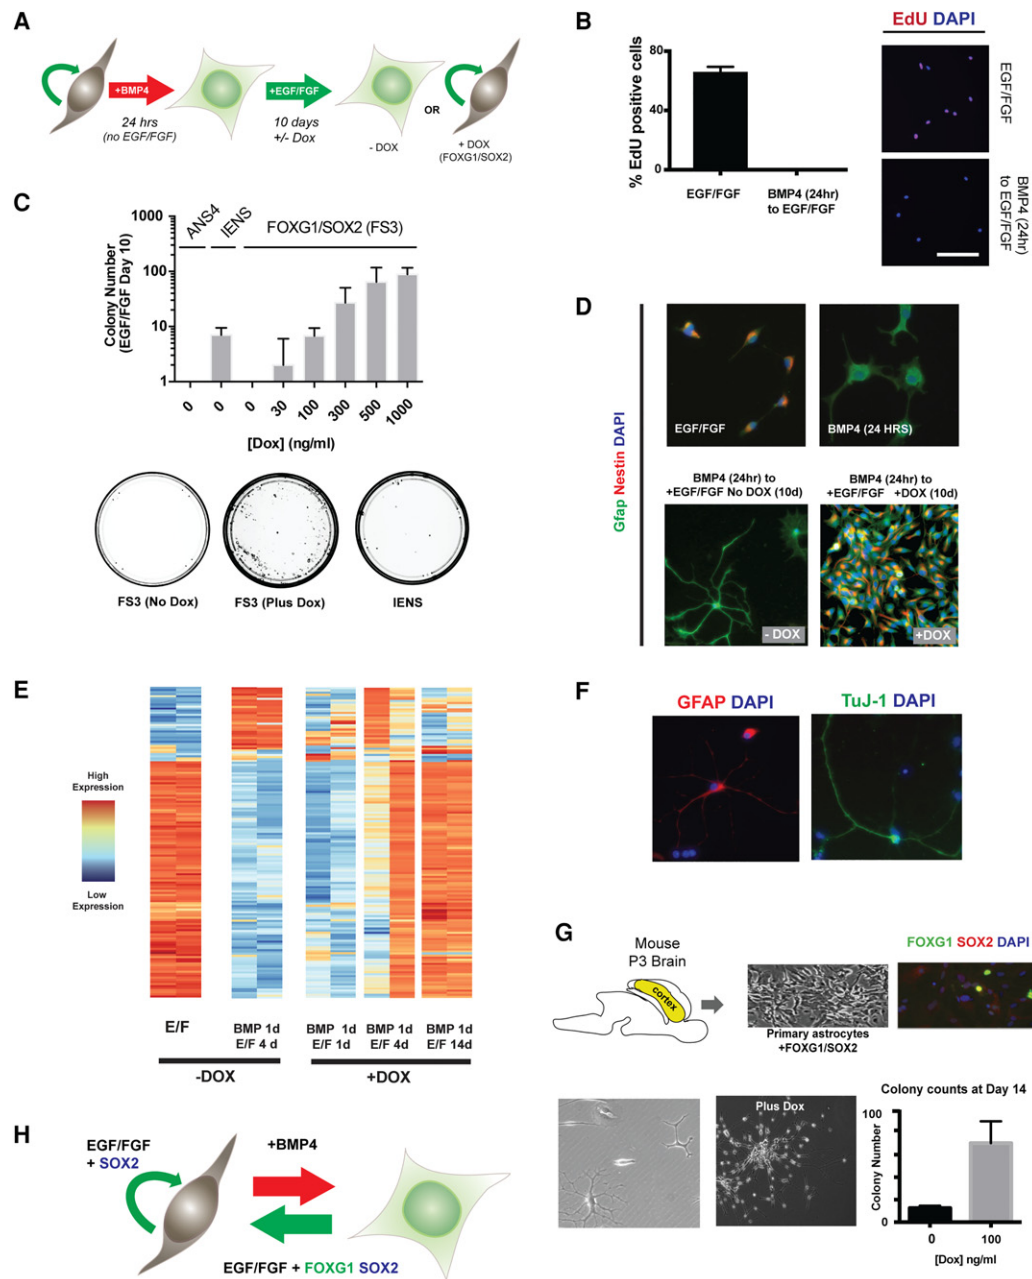 A
+BMP4
24 hrs
(no EGF/FGF)
+EGF/FGF
10 days
+/- Dox
- DOX
OR
+ DOX
(FOXG1/SOX2)
B
% EdU positive cells
80
40
0
EGF/FGF
BMP4 (24hr)
to EGF/FGF
EdU DAPI
EGF/FGF
BMP4 (24hr)
to EGF/FGF
C
Colony Number
(EGF/FGF Day 10)
1000
100
10
1
ANS4
IENS
FOXG1/SOX2 (FS3)
0 0 0 30 100 300 500 1000
[Dox] (ng/ml)
FS3 (No Dox)
FS3 (Plus Dox)
IENS
D
Gfap Nestin DAPI
EGF/FGF
BMP4 (24 HRS)
BMP4 (24hr) to
+EGF/FGF No DOX (10d)
BMP4 (24hr) to
+EGF/FGF +DOX (10d)
- DOX
+DOX
E
High
Expression
Low
Expression
E/F
BMP 1d
E/F 4 d
BMP 1d
E/F 1d
BMP 1d
E/F 4d
BMP 1d
E/F 14d
-DOX
+DOX
F
GFAP DAPI
TuJ-1 DAPI
G
Mouse
P3 Brain
cortex
Primary astrocytes
+FOXG1/SOX2
FOXG1 SOX2 DAPI
Plus Dox
Colony counts at Day 14
Colony Number
100
0
0 100
[Dox] ng/ml
H
EGF/FGF
+ SOX2
+BMP4
EGF/FGF + FOXG1 SOX2